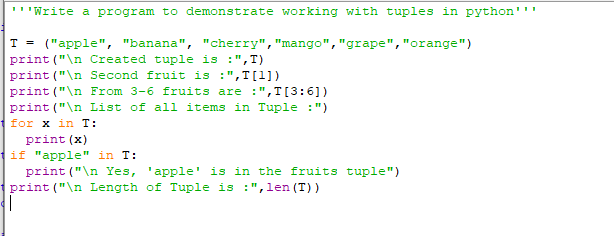 '''Write a program to demonstrate working with tuples in python'''
T = ("apple", "banana", "cherry","mango","grape","orange")
print("\n Created tuple is :",T)
print("\n Second fruit is :",T[1])
print("\n From 3-6 fruits are :",T[3:6])
print("\n List of all items in Tuple :")
for x in T:
  print(x)
if "apple" in T:
  print("\n Yes, 'apple' is in the fruits tuple")
print("\n Length of Tuple is :",len(T))